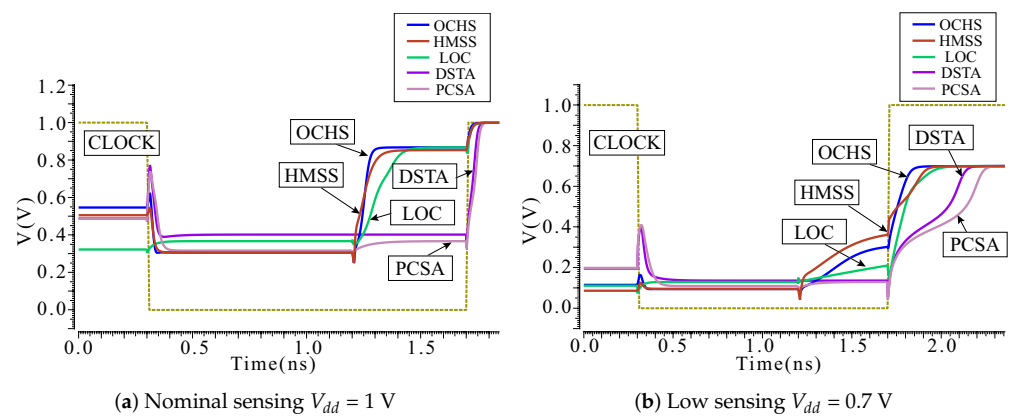 OCHS
HMSS
LOC
DSTA
PCSA
1.2
1.0
0.8
0.6
0.4
0.2
0.0
V(V)
CLOCK
OCHS
HMSS
DSTA
LOC
PCSA
0.0
0.5
1.0
1.5
Time(ns)
(a) Nominal sensing Vdd = 1 V
OCHS
HMSS
LOC
DSTA
PCSA
1.0
0.8
0.6
0.4
0.2
0.0
V(V)
CLOCK
DSTA
OCHS
HMSS
LOC
PCSA
0.0
0.5
1.0
1.5
2.0
Time(ns)
(b) Low sensing Vdd = 0.7 V